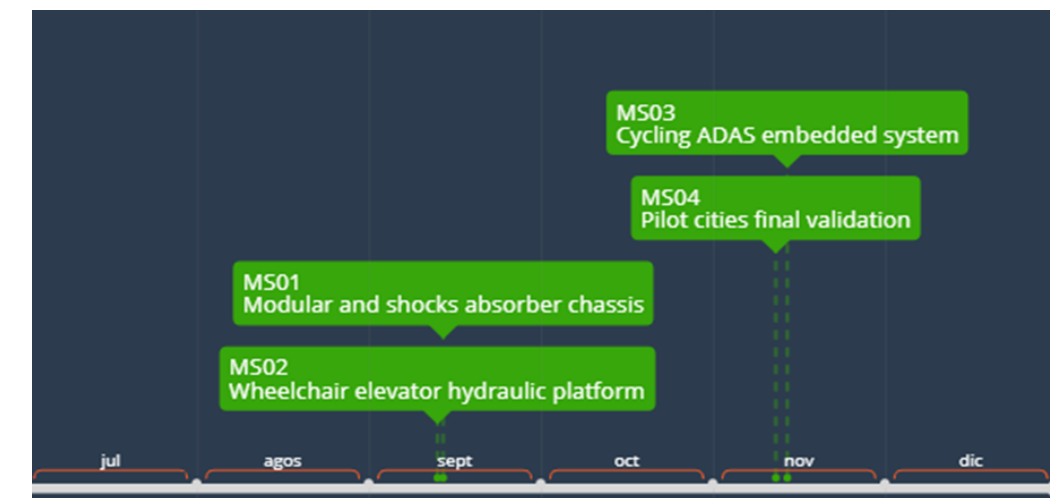 MS03
Cycling ADAS embedded system
MS04
Pilot cities final validation
MS01
Modular and shocks absorber chassis
MS02
Wheelchair elevator hydraulic platform
jul
agos
sept
oct
nov
dic